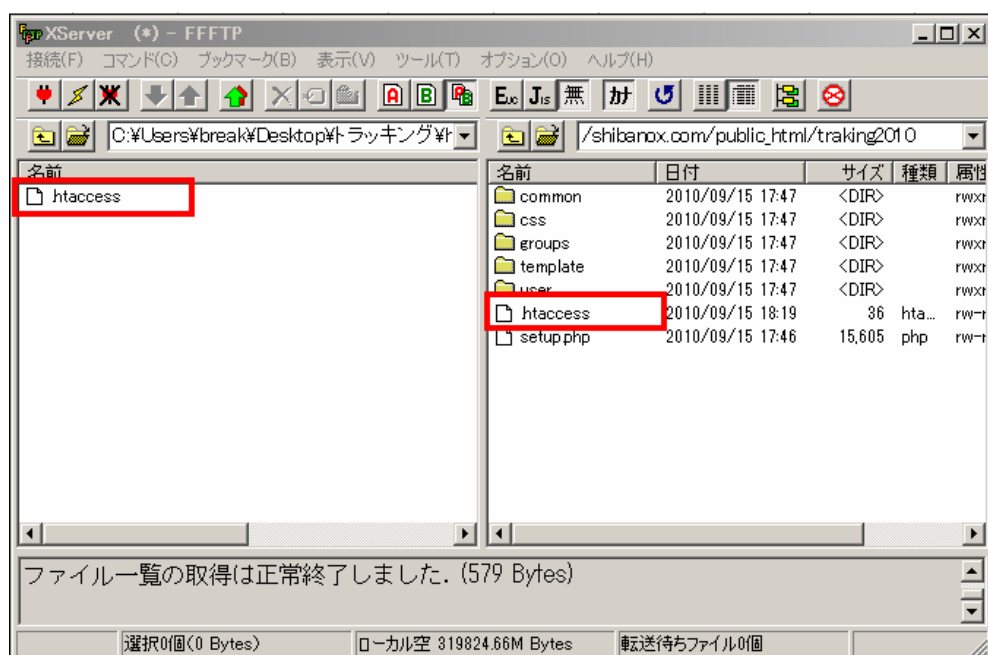 XServer (*) - FFFTP
接続(F) コマンド(C) ブックマーク(B) 表示(V) ツール(T) オプション(O) ヘルプ(H)
A B Euc Jis 無 カナ
C:¥Users¥break¥Desktop¥トラッキング¥ /shibanox.com/public_html/traking2010
名前
.htaccess
名前 日付 サイズ 種類 属性
common 2010/09/15 17:47 <DIR>
css 2010/09/15 17:47 <DIR>
groups 2010/09/15 17:47 <DIR>
template 2010/09/15 17:47 <DIR>
user 2010/09/15 17:47 <DIR>
.htaccess 2010/09/15 18:19 36 hta...
setup.php 2010/09/15 17:46 15,605 php
ファイル一覧の取得は正常終了しました. (579 Bytes)
選択0個(0 Bytes) ローカル空 319824.66M Bytes 転送待ちファイル0個